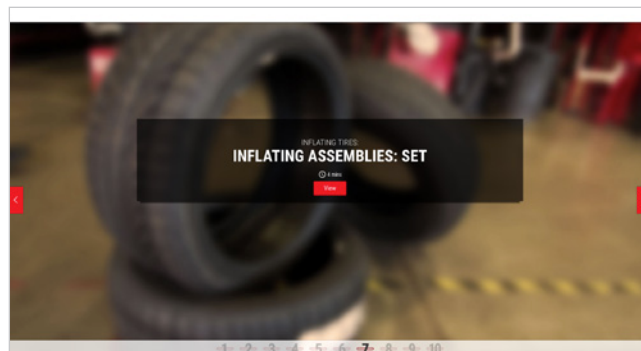 INFLATING TIRES:
INFLATING ASSEMBLIES: SET
4 mins
View
1 2 3 4 5 6 7 8 9 10